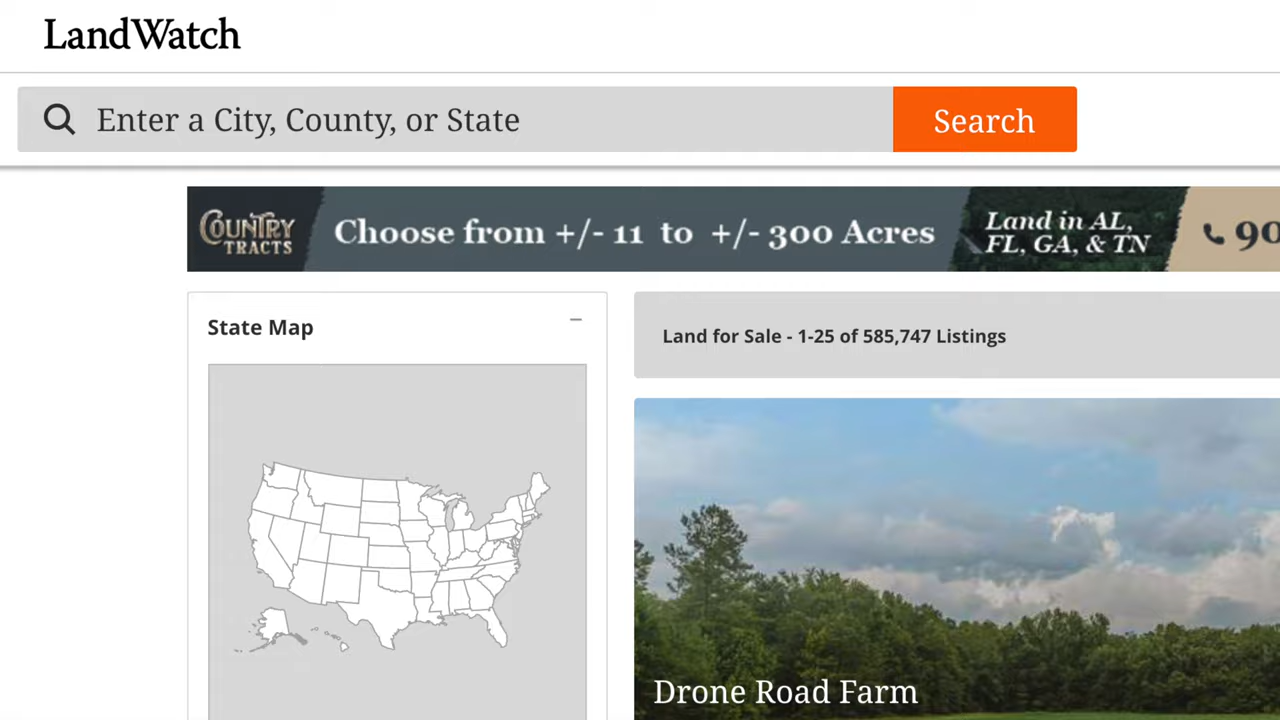 LandWatch
Enter a City, County, or State
Search
COUNTRY
TRACTS
Choose from +/- 11 to +/- 300 Acres
Land in AL,
FL, GA, & TN
90
State Map
Land for Sale - 1-25 of 585,747 Listings
Drone Road Farm